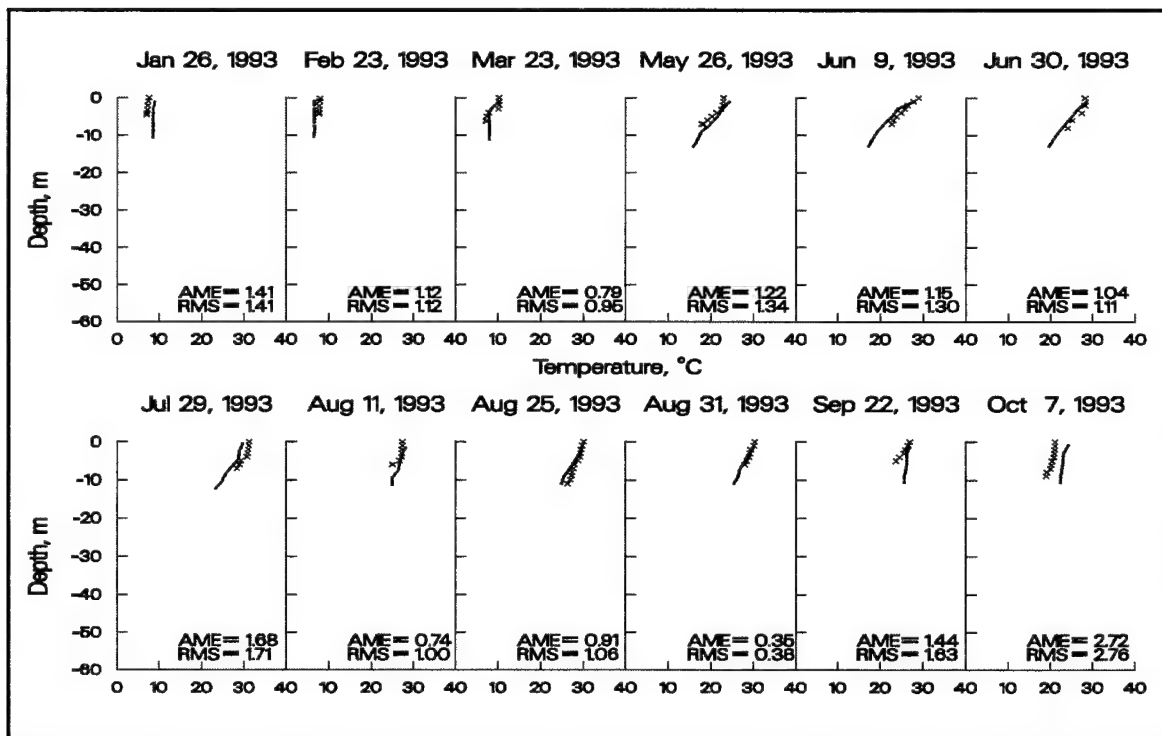 Jan 26, 1993 Feb 23, 1993 Mar 23, 1993 May 26, 1993 Jun 9, 1993 Jun 30, 1993
0
-10
-20
-30
-40
-50
-60
Depth, m
AME= 1.41 AME= 1.12 AME= 0.79 AME= 1.22 AME= 1.15 AME= 1.04
RMS= 1.41 RMS= 1.12 RMS= 0.95 RMS= 1.34 RMS= 1.30 RMS= 1.11
0 10 20 30 40 10 20 30 40 10 20 30 40 10 20 30 40 10 20 30 40 10 20 30 40
Temperature, °C
Jul 29, 1993 Aug 11, 1993 Aug 25, 1993 Aug 31, 1993 Sep 22, 1993 Oct 7, 1993
0
-10
-20
-30
-40
-50
-60
Depth, m
AME= 1.68 AME= 0.74 AME= 0.91 AME= 0.35 AME= 1.44 AME= 2.72
RMS= 1.71 RMS= 1.00 RMS= 1.06 RMS= 0.38 RMS= 1.63 RMS= 2.76
0 10 20 30 40 10 20 30 40 10 20 30 40 10 20 30 40 10 20 30 40 10 20 30 40